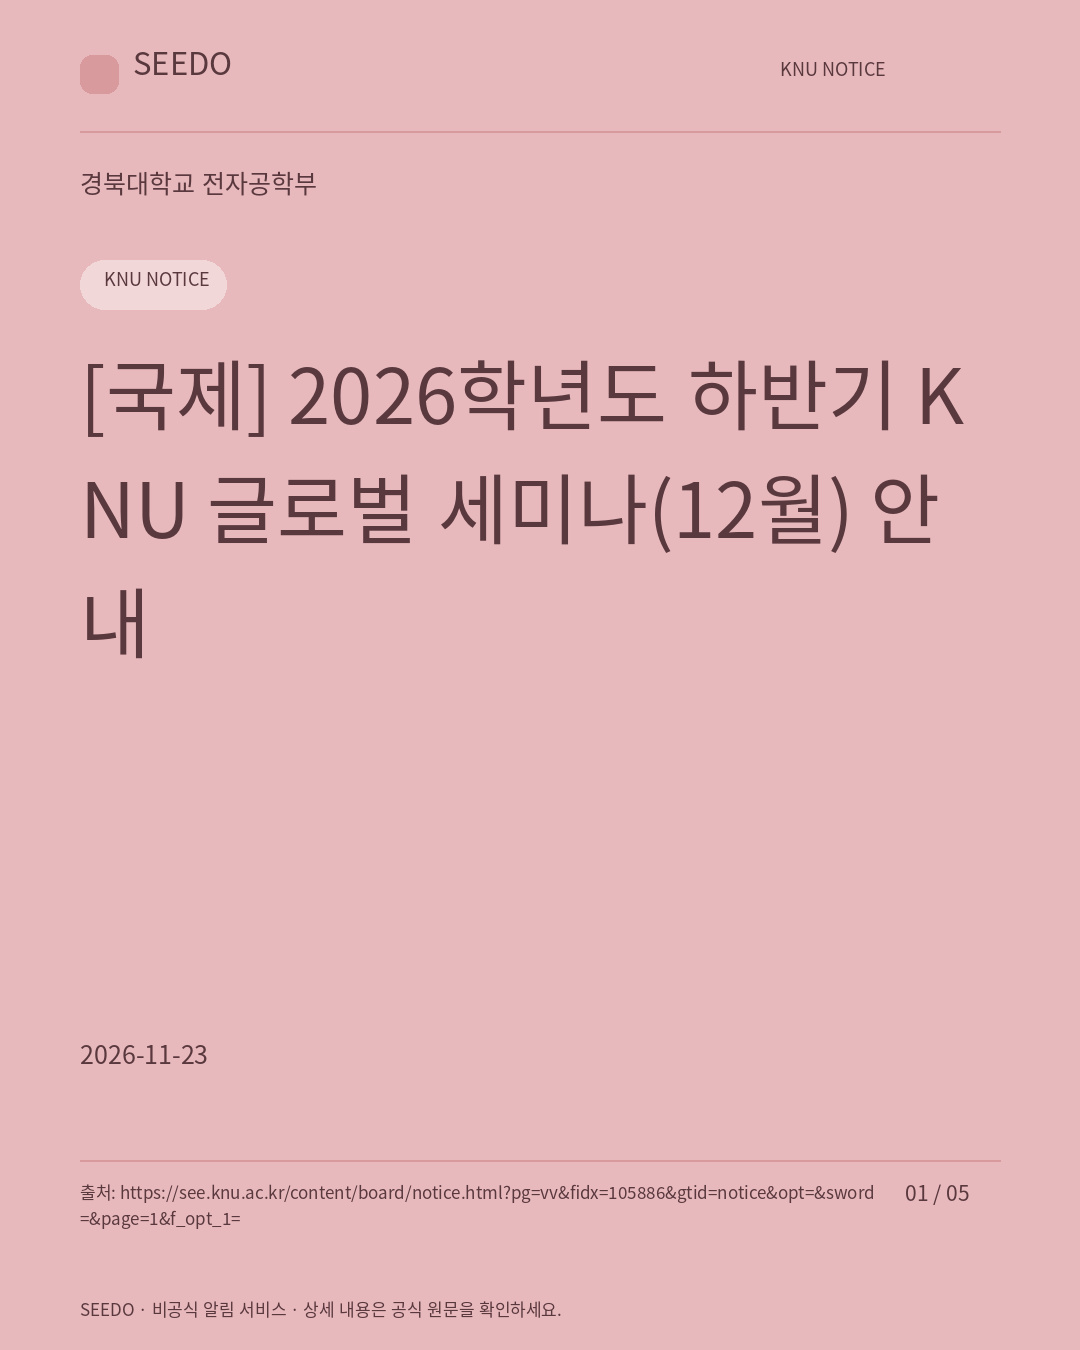 SEEDO
KNU NOTICE
경북대학교 전자공학부
KNU NOTICE
[국제] 2026학년도 하반기 K
NU 글로벌 세미나(12월) 안
내
2026-11-23
출처: https://see.knu.ac.kr/content/board/notice.html?pg=vv&fidx=105886&gtid=notice&opt=&sword
=&page=1&f_opt_1=
01 / 05
SEEDO · 비공식 알림 서비스 · 상세 내용은 공식 원문을 확인하세요.